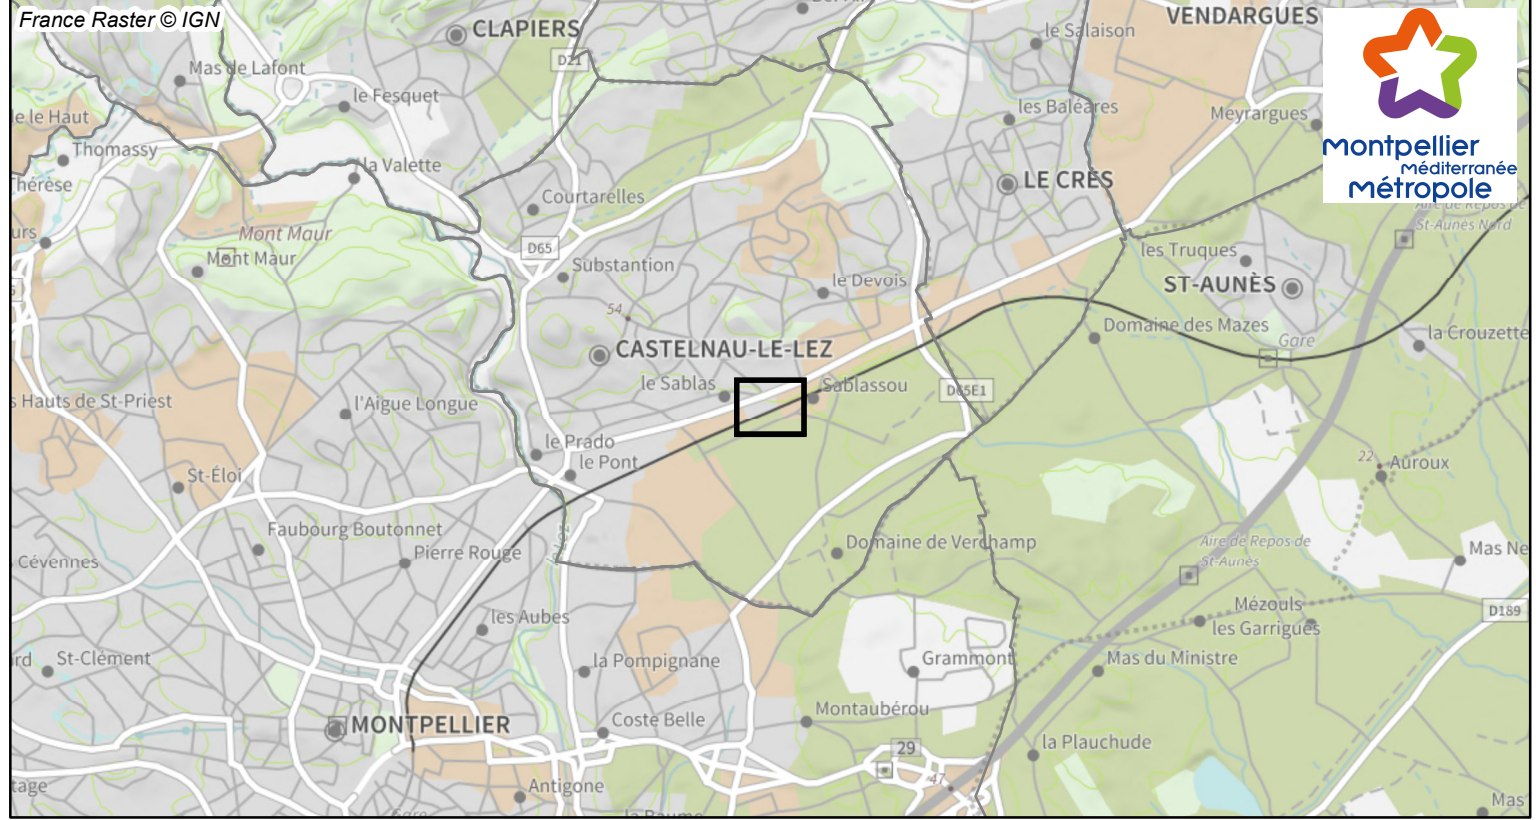 France Raster © IGN
CLAPIERS
VENDARGUES
le Salaison
D21
Mas de Lafont
le Fesquet
les Baléares
Meyrargues
le Haut
Thomassy
la Valette
LE CRÈS
montpellier
méditerranée
métropole
Courtarelles
Aire de Repos de
St-Aunès Nord
Mont Maur
D65
les Truques
Mont Maur
Substantion
le Devois
ST-AUNÈS
54
Domaine des Mazes
Gare
la Crouzette
CASTELNAU-LE-LEZ
le Sablas
Sablassou
D65E1
s Hauts de St-Priest
l'Aigue Longue
le Prado
le Pont
22
Auroux
St-Éloi
Faubourg Boutonnet
Pierre Rouge
Domaine de Verchamp
Aire de Repos de
St-Aunès
Mas Ne
Cévennes
les Aubes
Mézouls
les Garrigues
D189
rd
St-Clément
la Pompignane
Grammont
Mas du Ministre
MONTPELLIER
Coste Belle
Montaubérou
29
la Plauchude
47
tage
Antigone
Mas
Gare
la Baume